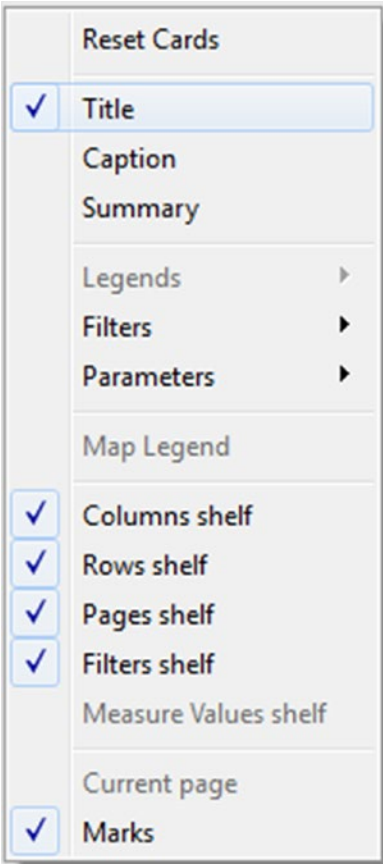 Reset Cards
Title
Caption
Summary
Legends
Filters
Parameters
Map Legend
Columns shelf
Rows shelf
Pages shelf
Filters shelf
Measure Values shelf
Current page
Marks